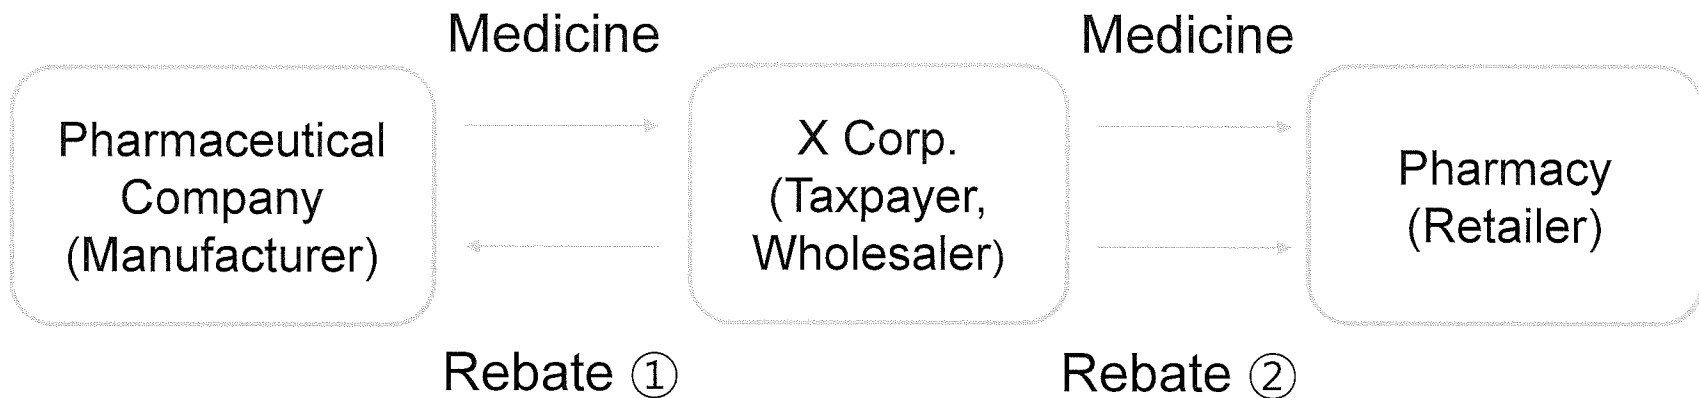 Medicine
Medicine
Pharmaceutical
Company
(Manufacturer)
X Corp.
(Taxpayer,
Wholesaler)
Pharmacy
(Retailer)
Rebate ①
Rebate ②